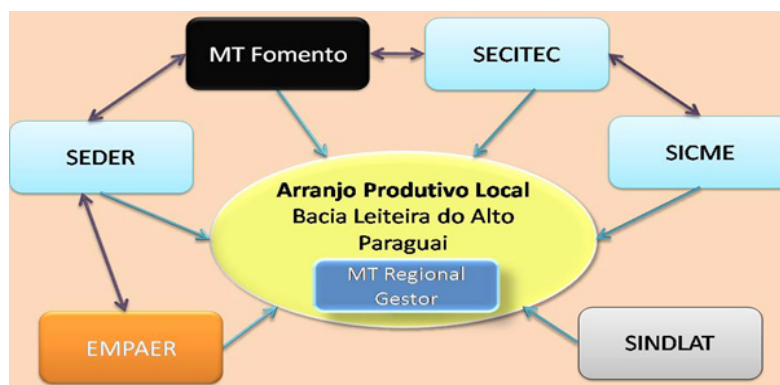 MT Fomento
SECITEC
SEDER
SICME
Arranjo Produtivo Local
Bacia Leiteira do Alto
Paraguai
MT Regional
Gestor
EMPAER
SINDLAT